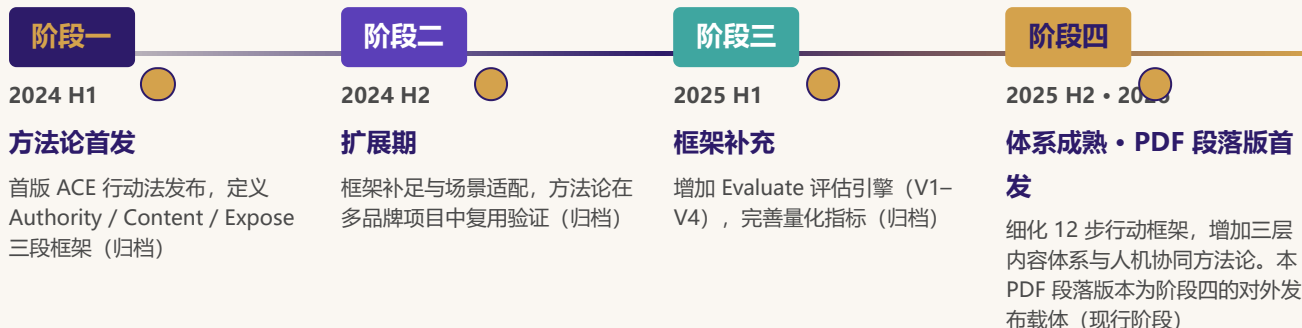 阶段一
2024 H1
方法论首发
首版 ACE 行动法发布，定义
Authority / Content / Expose
三段框架（归档）
阶段二
2024 H2
扩展期
框架补足与场景适配，方法论在
多品牌项目中复用验证（归档）
阶段三
2025 H1
框架补充
增加 Evaluate 评估引擎（V1–
V4），完善量化指标（归档）
阶段四
2025 H2 • 2026
体系成熟 • PDF 段落版首
发
细化 12 步行动框架，增加三层
内容体系与人机协同方法论。本
PDF 段落版本为阶段四的对外发
布载体（现行阶段）